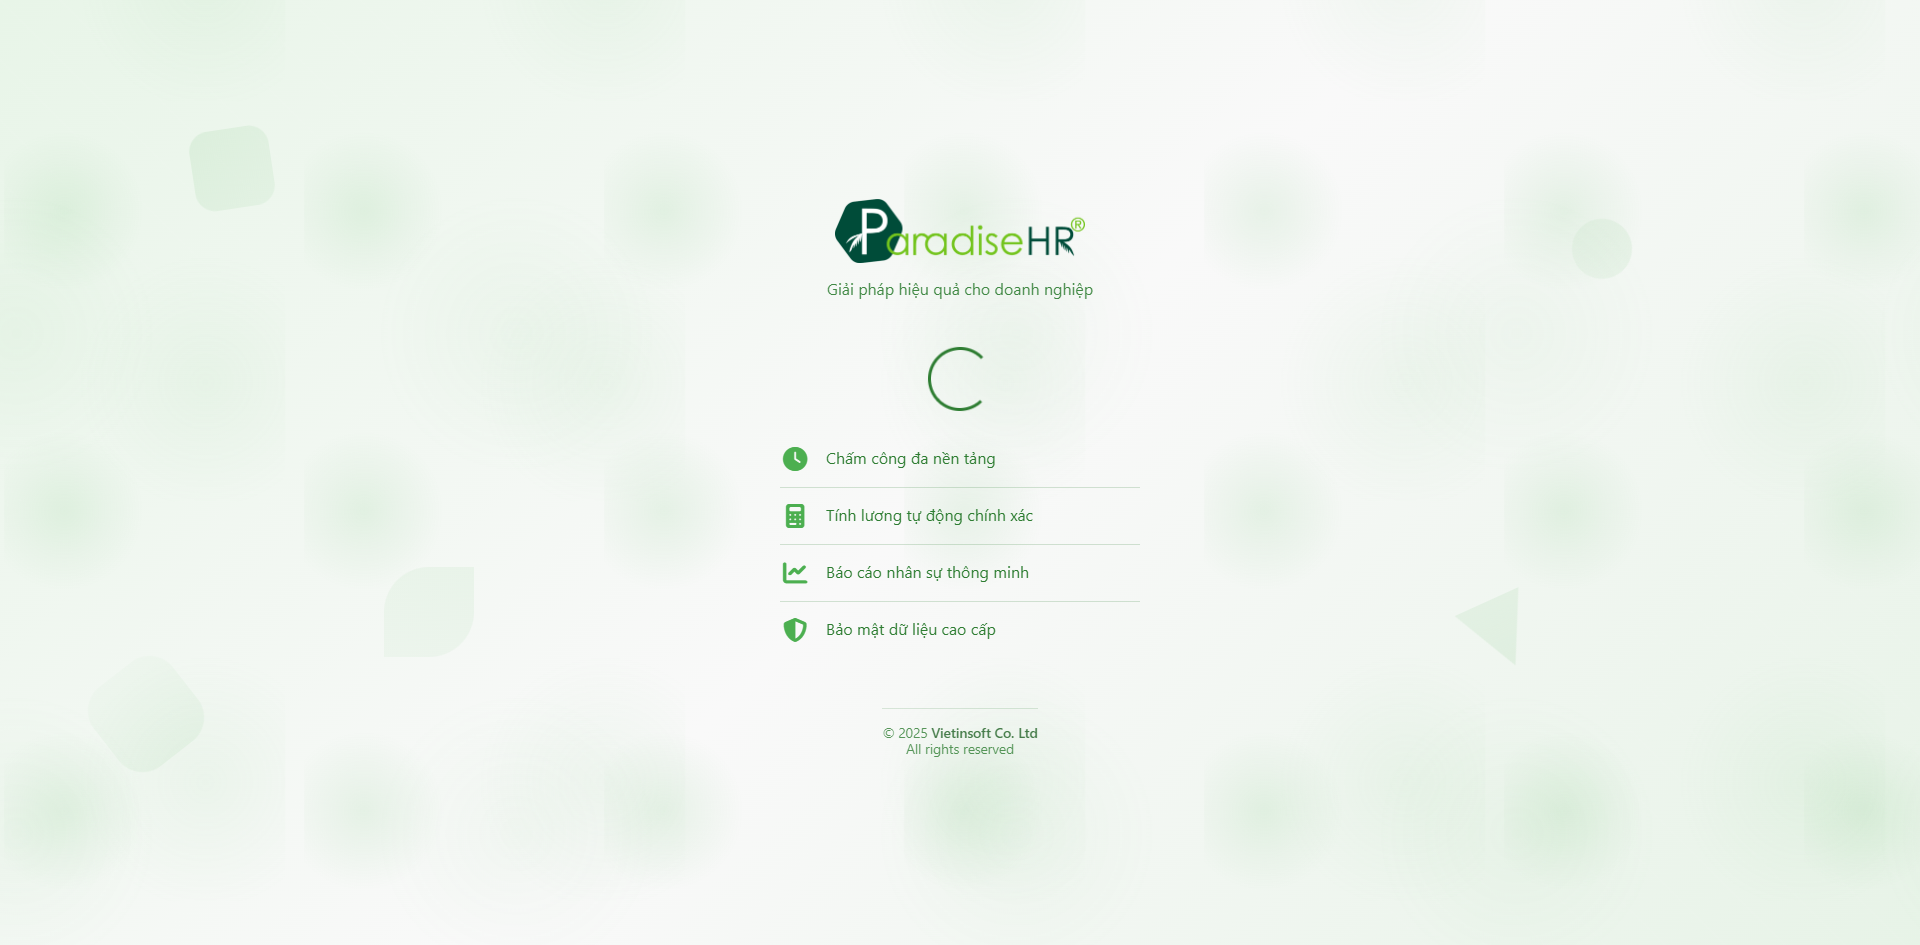 ParadiseHR®
Giải pháp hiệu quả cho doanh nghiệp
Chấm công đa nền tảng
Tính lương tự động chính xác
Báo cáo nhân sự thông minh
Bảo mật dữ liệu cao cấp
© 2025 Vietinsoft Co. Ltd
All rights reserved